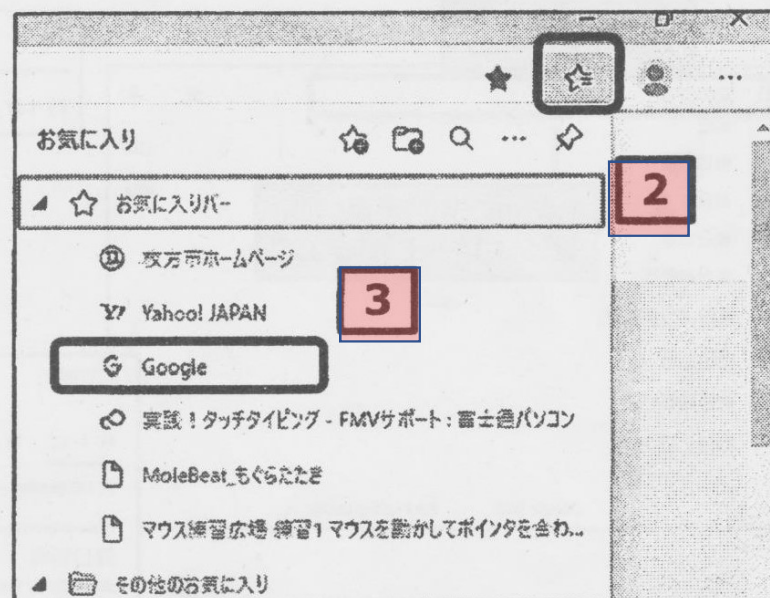 お気に入り
2
お気に入りバー
枚方市ホームページ
3
Yahoo! JAPAN
Google
実践！タッチタイピング - FMVサポート : 富士通パソコン
MoleBeat_もぐらたたき
マウス練習広場 練習1 マウスを動かしてポインタを合わ...
その他のお気に入り